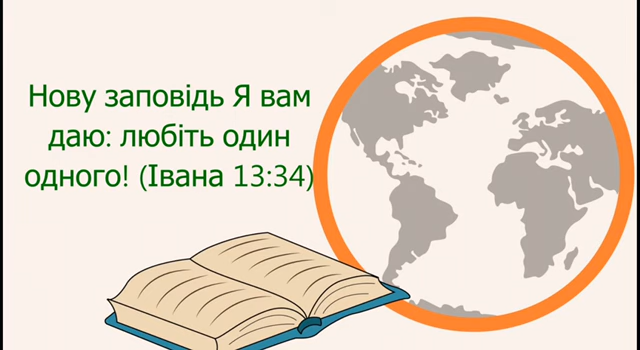 Нову заповідь Я вам
даю: любіть один
одного! (Івана 13:34)